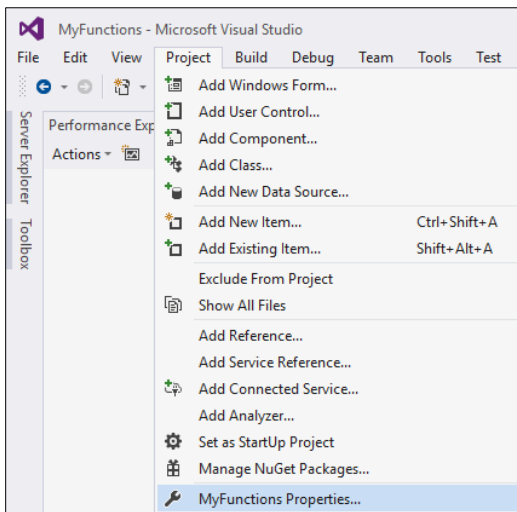 MyFunctions - Microsoft Visual Studio
File Edit View Project Build Debug Team Tools Test
Server Explorer
Toolbox
Performance Exp
Actions
Add Windows Form...
Add User Control...
Add Component...
Add Class...
Add New Data Source...
Add New Item... Ctrl+Shift+A
Add Existing Item... Shift+Alt+A
Exclude From Project
Show All Files
Add Reference...
Add Service Reference...
Add Connected Service...
Add Analyzer...
Set as StartUp Project
Manage NuGet Packages...
MyFunctions Properties...